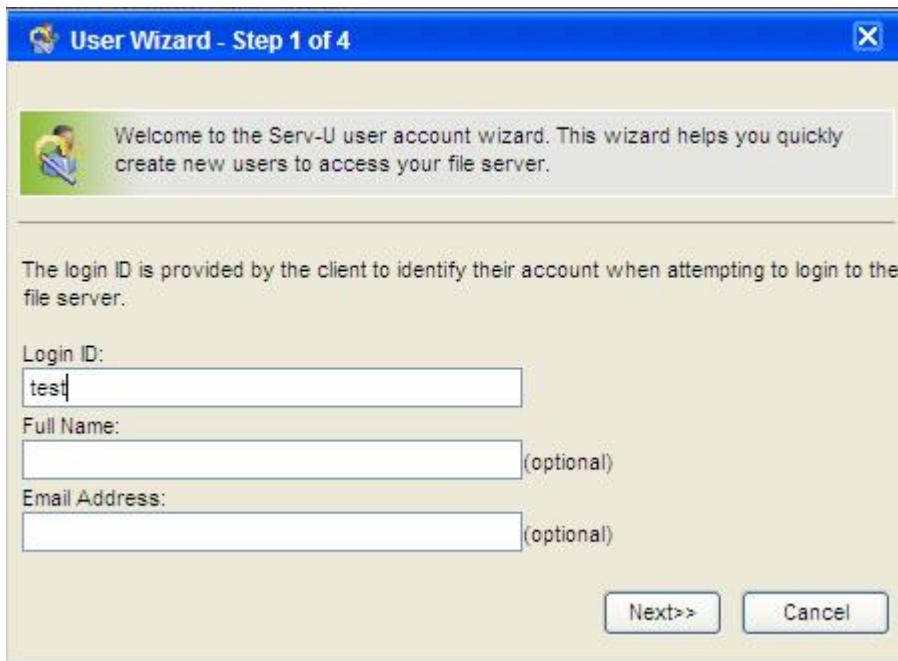 User Wizard - Step 1 of 4
Welcome to the Serv-U user account wizard. This wizard helps you quickly
create new users to access your file server.
The login ID is provided by the client to identify their account when attempting to login to the
file server.
Login ID:
test
Full Name:
(optional)
Email Address:
(optional)
Next>> Cancel